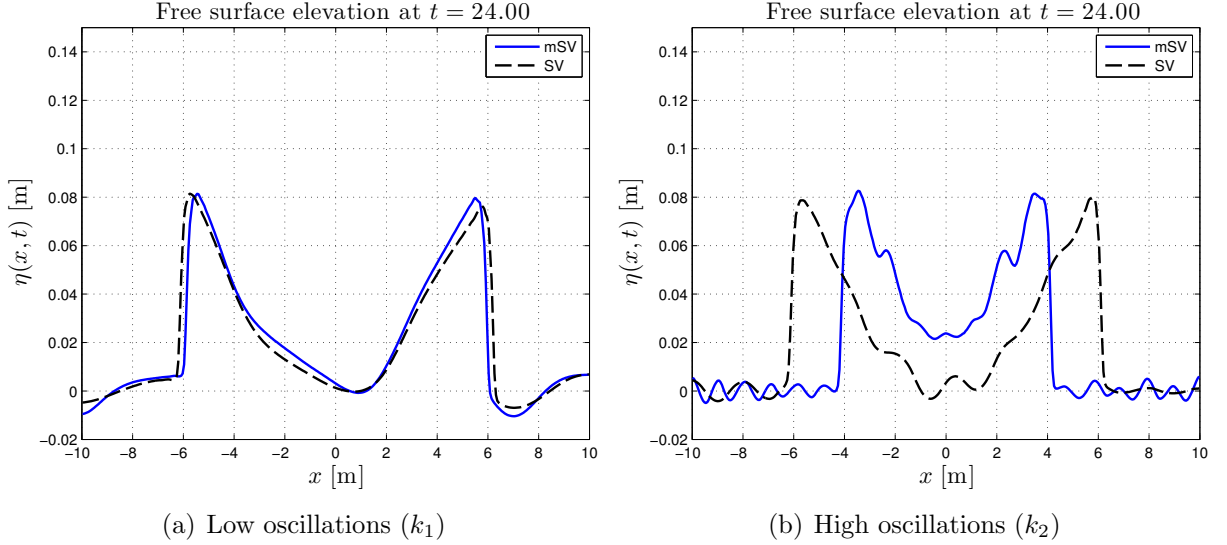 Free surface elevation at t = 24.00
mSV
SV
0.14
0.12
0.1
0.08
0.06
0.04
0.02
0
−0.02
η(x, t) [m]
−10 −8 −6 −4 −2 0 2 4 6 8 10
x [m]
(a) Low oscillations (k₁)
Free surface elevation at t = 24.00
mSV
SV
0.14
0.12
0.1
0.08
0.06
0.04
0.02
0
−0.02
η(x, t) [m]
−10 −8 −6 −4 −2 0 2 4 6 8 10
x [m]
(b) High oscillations (k₂)